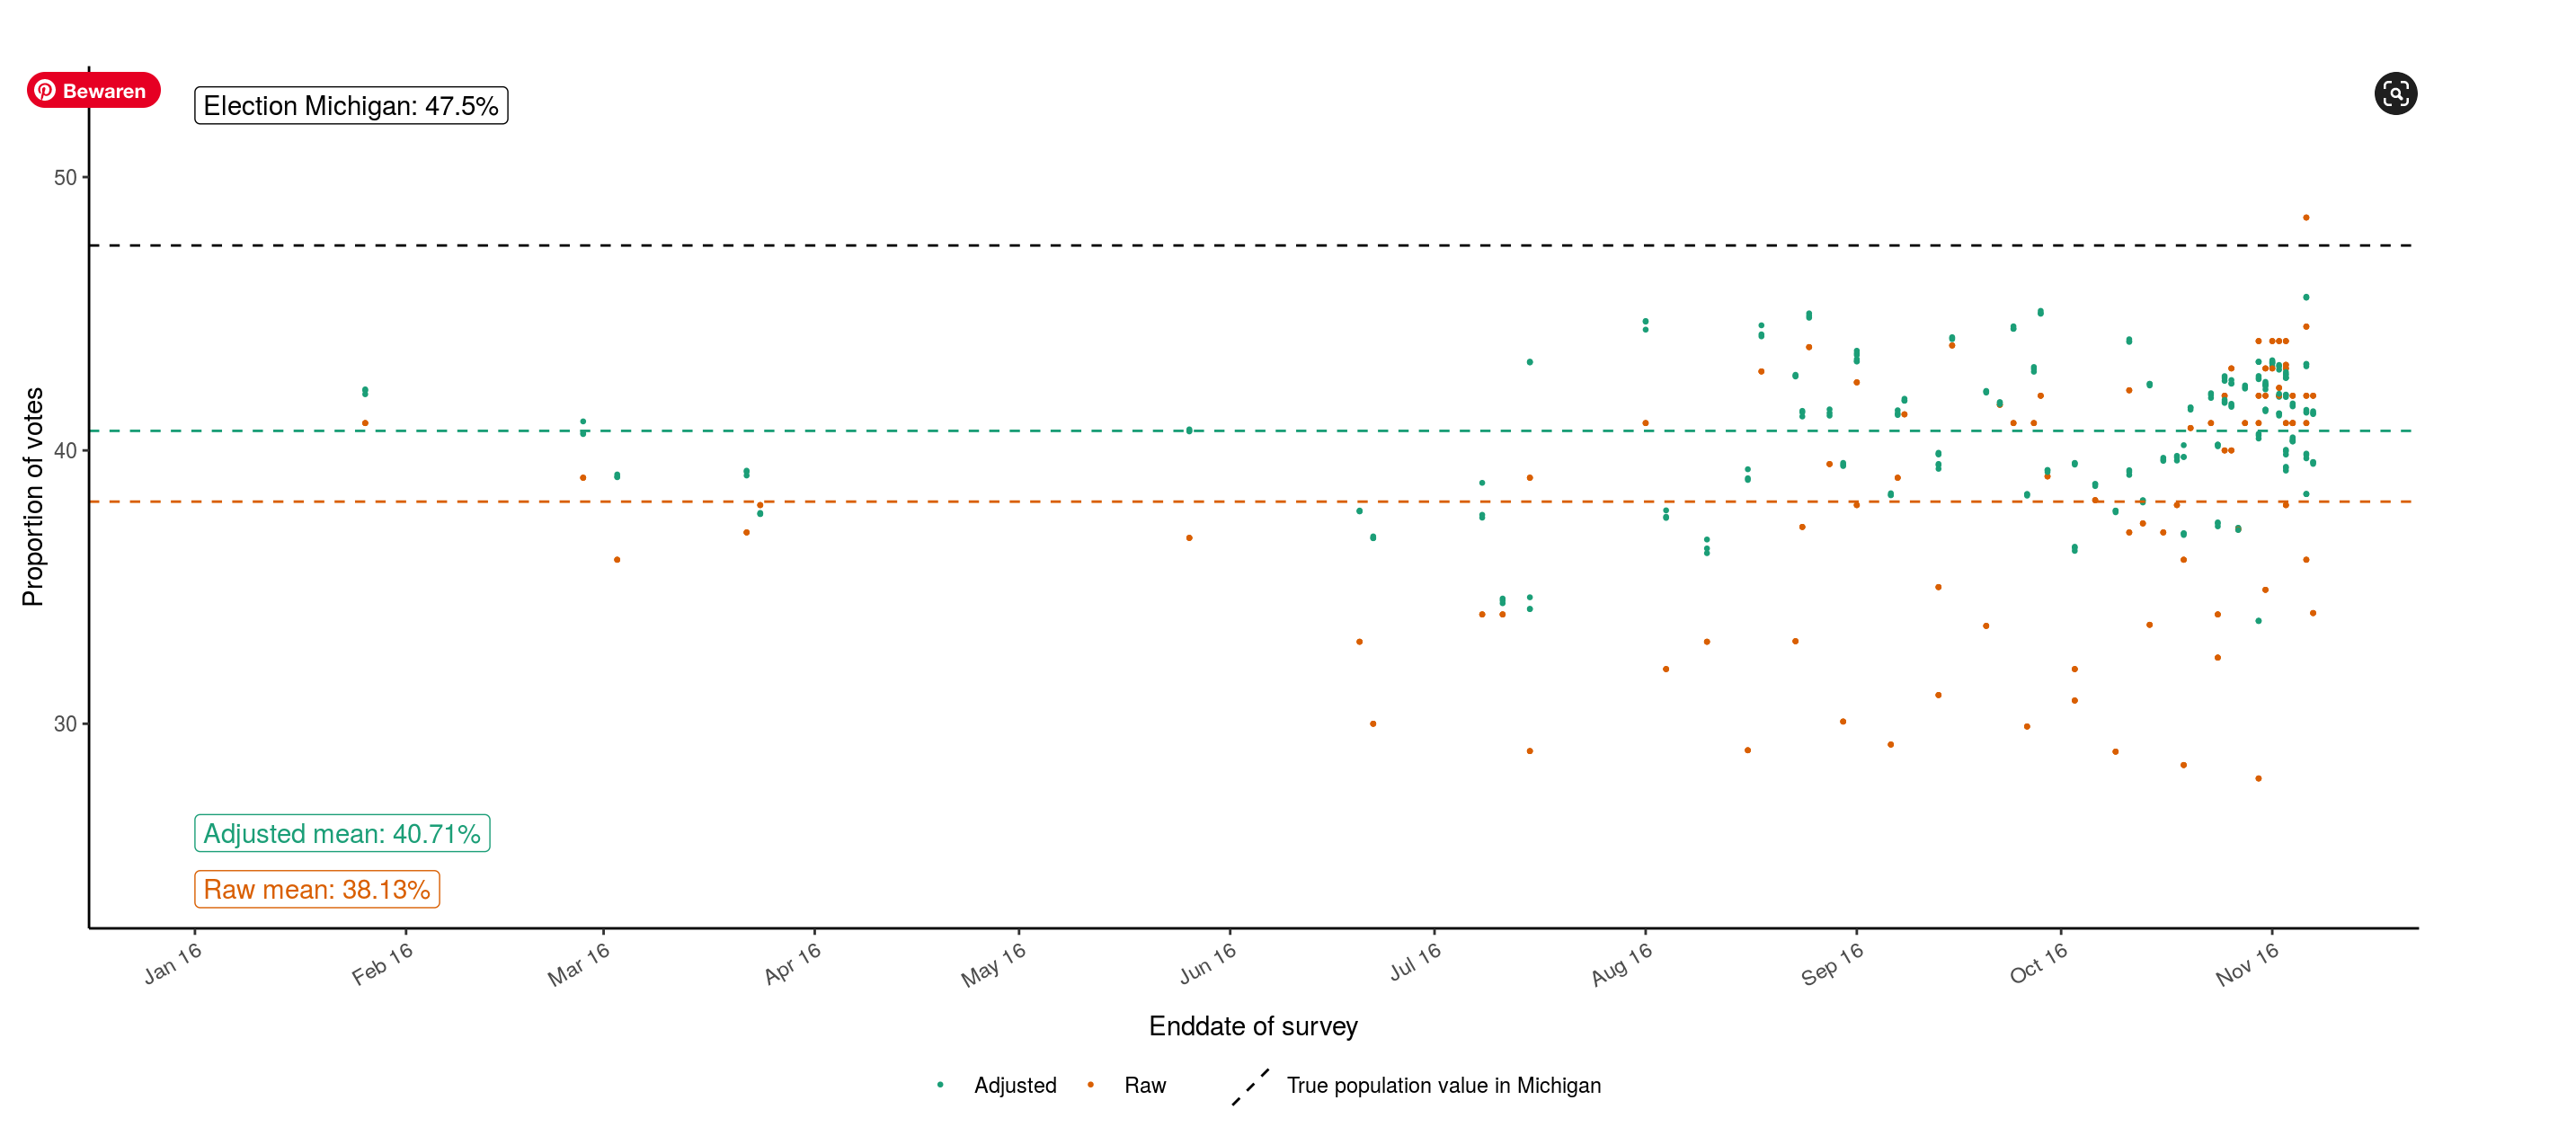 Bewaren
Election Michigan: 47.5%
50
40
30
Proportion of votes
Adjusted mean: 40.71%
Raw mean: 38.13%
Jan 16
Feb 16
Mar 16
Apr 16
May 16
Jun 16
Jul 16
Aug 16
Sep 16
Oct 16
Nov 16
Enddate of survey
Adjusted
Raw
True population value in Michigan